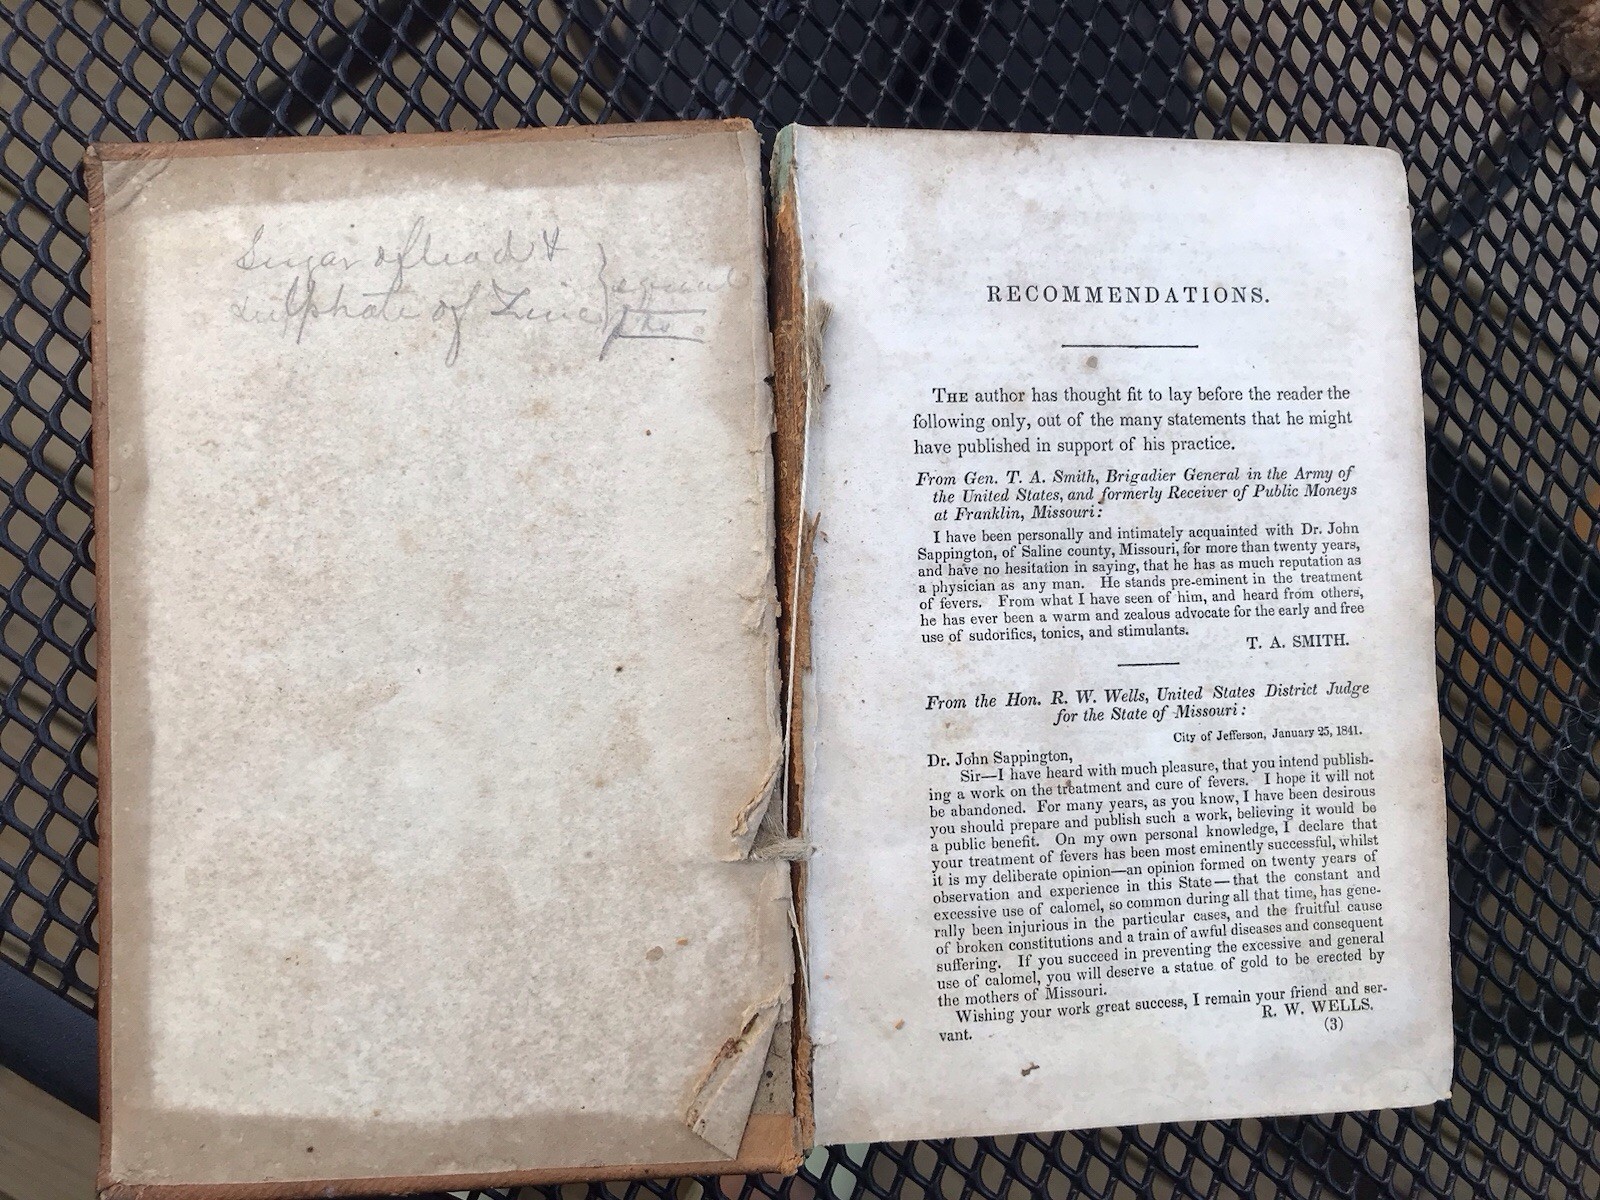 Sugar of lead &
Sulphate of Zinc } equal
pts.
RECOMMENDATIONS.
THE author has thought fit to lay before the reader the
following only, out of the many statements that he might
have published in support of his practice.
From Gen. T. A. Smith, Brigadier General in the Army of
the United States, and formerly Receiver of Public Moneys
at Franklin, Missouri:
I have been personally and intimately acquainted with Dr. John
Sappington, of Saline county, Missouri, for more than twenty years,
and have no hesitation in saying, that he has as much reputation as
a physician as any man. He stands pre-eminent in the treatment
of fevers. From what I have seen of him, and heard from others,
he has ever been a warm and zealous advocate for the early and free
use of sudorifics, tonics, and stimulants.
T. A. SMITH.
From the Hon. R. W. Wells, United States District Judge
for the State of Missouri:
City of Jefferson, January 25, 1841.
Dr. John Sappington,
Sir—I have heard with much pleasure, that you intend publish-
ing a work on the treatment and cure of fevers. I hope it will not
be abandoned. For many years, as you know, I have been desirous
you should prepare and publish such a work, believing it would be
a public benefit. On my own personal knowledge, I declare that
your treatment of fevers has been most eminently successful, whilst
it is my deliberate opinion—an opinion formed on twenty years of
observation and experience in this State—that the constant and
excessive use of calomel, so common during all that time, has gene-
rally been injurious in the particular cases, and the fruitful cause
of broken constitutions and a train of awful diseases and consequent
suffering. If you succeed in preventing the excessive and general
use of calomel, you will deserve a statue of gold to be erected by
the mothers of Missouri.
Wishing your work great success, I remain your friend and ser-
vant.
R. W. WELLS.
(3)